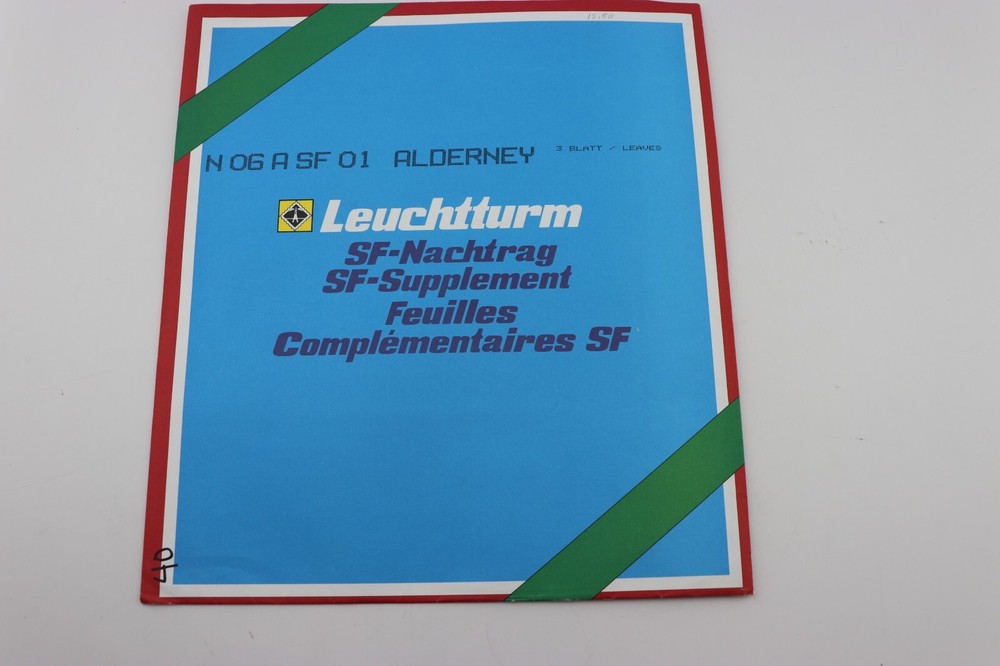 12.50
N 06 A SF 01 ALDERNEY 3 BLATT / LEAVES
Leuchtturm
SF-Nachtrag
SF-Supplement
Feuilles
Complémentaires SF
40